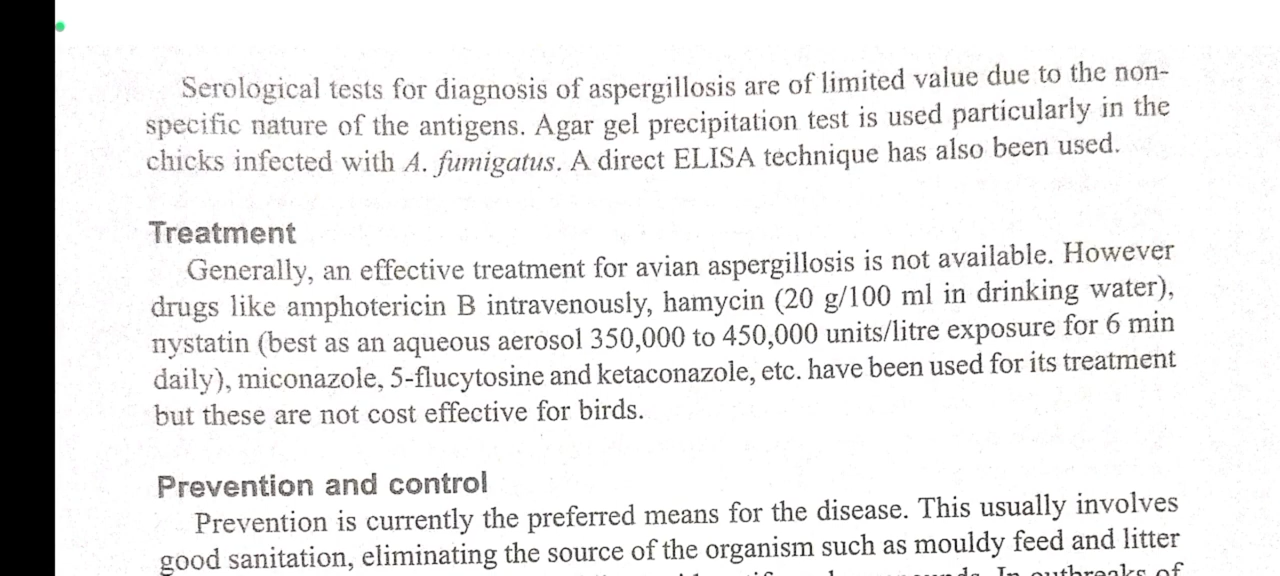 Serological tests for diagnosis of aspergillosis are of limited value due to the non-
specific nature of the antigens. Agar gel precipitation test is used particularly in the
chicks infected with A. fumigatus. A direct ELISA technique has also been used.
Treatment
Generally, an effective treatment for avian aspergillosis is not available. However
drugs like amphotericin B intravenously, hamycin (20 g/100 ml in drinking water),
nystatin (best as an aqueous aerosol 350,000 to 450,000 units/litre exposure for 6 min
daily), miconazole, 5-flucytosine and ketaconazole, etc. have been used for its treatment
but these are not cost effective for birds.
Prevention and control
Prevention is currently the preferred means for the disease. This usually involves
good sanitation, eliminating the source of the organism such as mouldy feed and litter
In outbreaks of